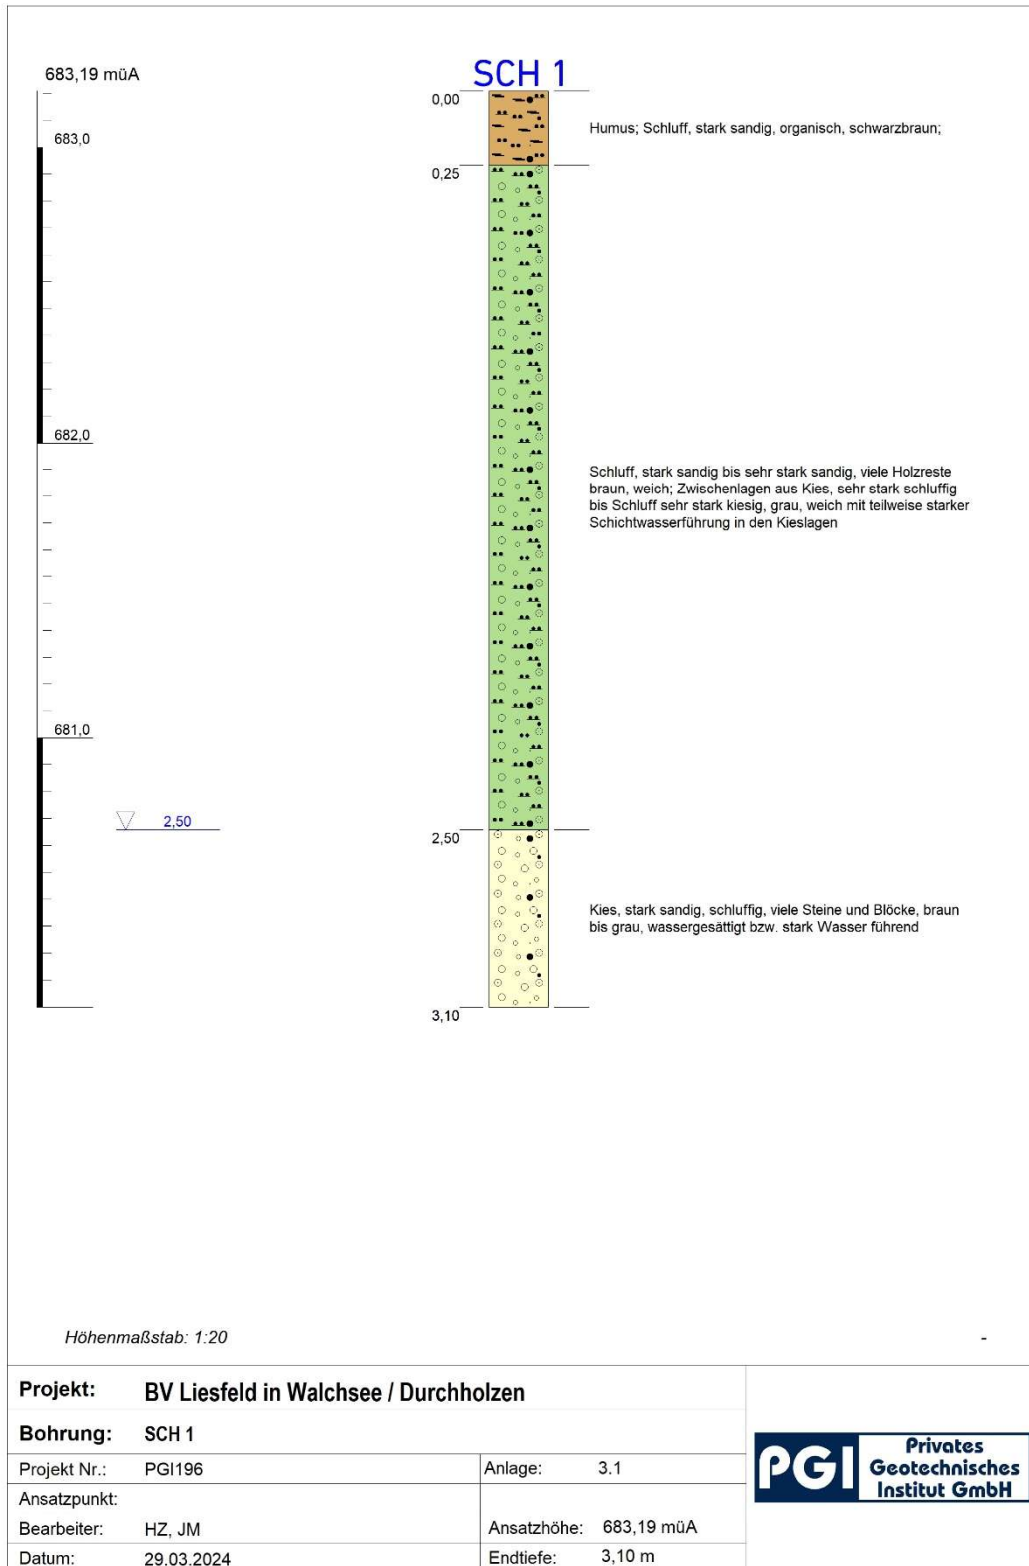 683,19 müA
SCH 1
0,00
Humus; Schluff, stark sandig, organisch, schwarzbraun;
683,0
0,25
682,0
Schluff, stark sandig bis sehr stark sandig, viele Holzreste
braun, weich; Zwischenlagen aus Kies, sehr stark schluffig
bis Schluff sehr stark kiesig, grau, weich mit teilweise starker
Schichtwasserführung in den Kieslagen
681,0
2,50
2,50
Kies, stark sandig, schluffig, viele Steine und Blöcke, braun
bis grau, wassergesättigt bzw. stark Wasser führend
3,10
Höhenmaßstab: 1:20
-
Projekt: BV Liesfeld in Walchsee / Durchholzen
Bohrung: SCH 1
Projekt Nr.: PGI196
Anlage: 3.1
Ansatzpunkt:
Bearbeiter: HZ, JM
Ansatzhöhe: 683,19 müA
Datum: 29.03.2024
Endtiefe: 3,10 m
PGI
Privates
Geotechnisches
Institut GmbH